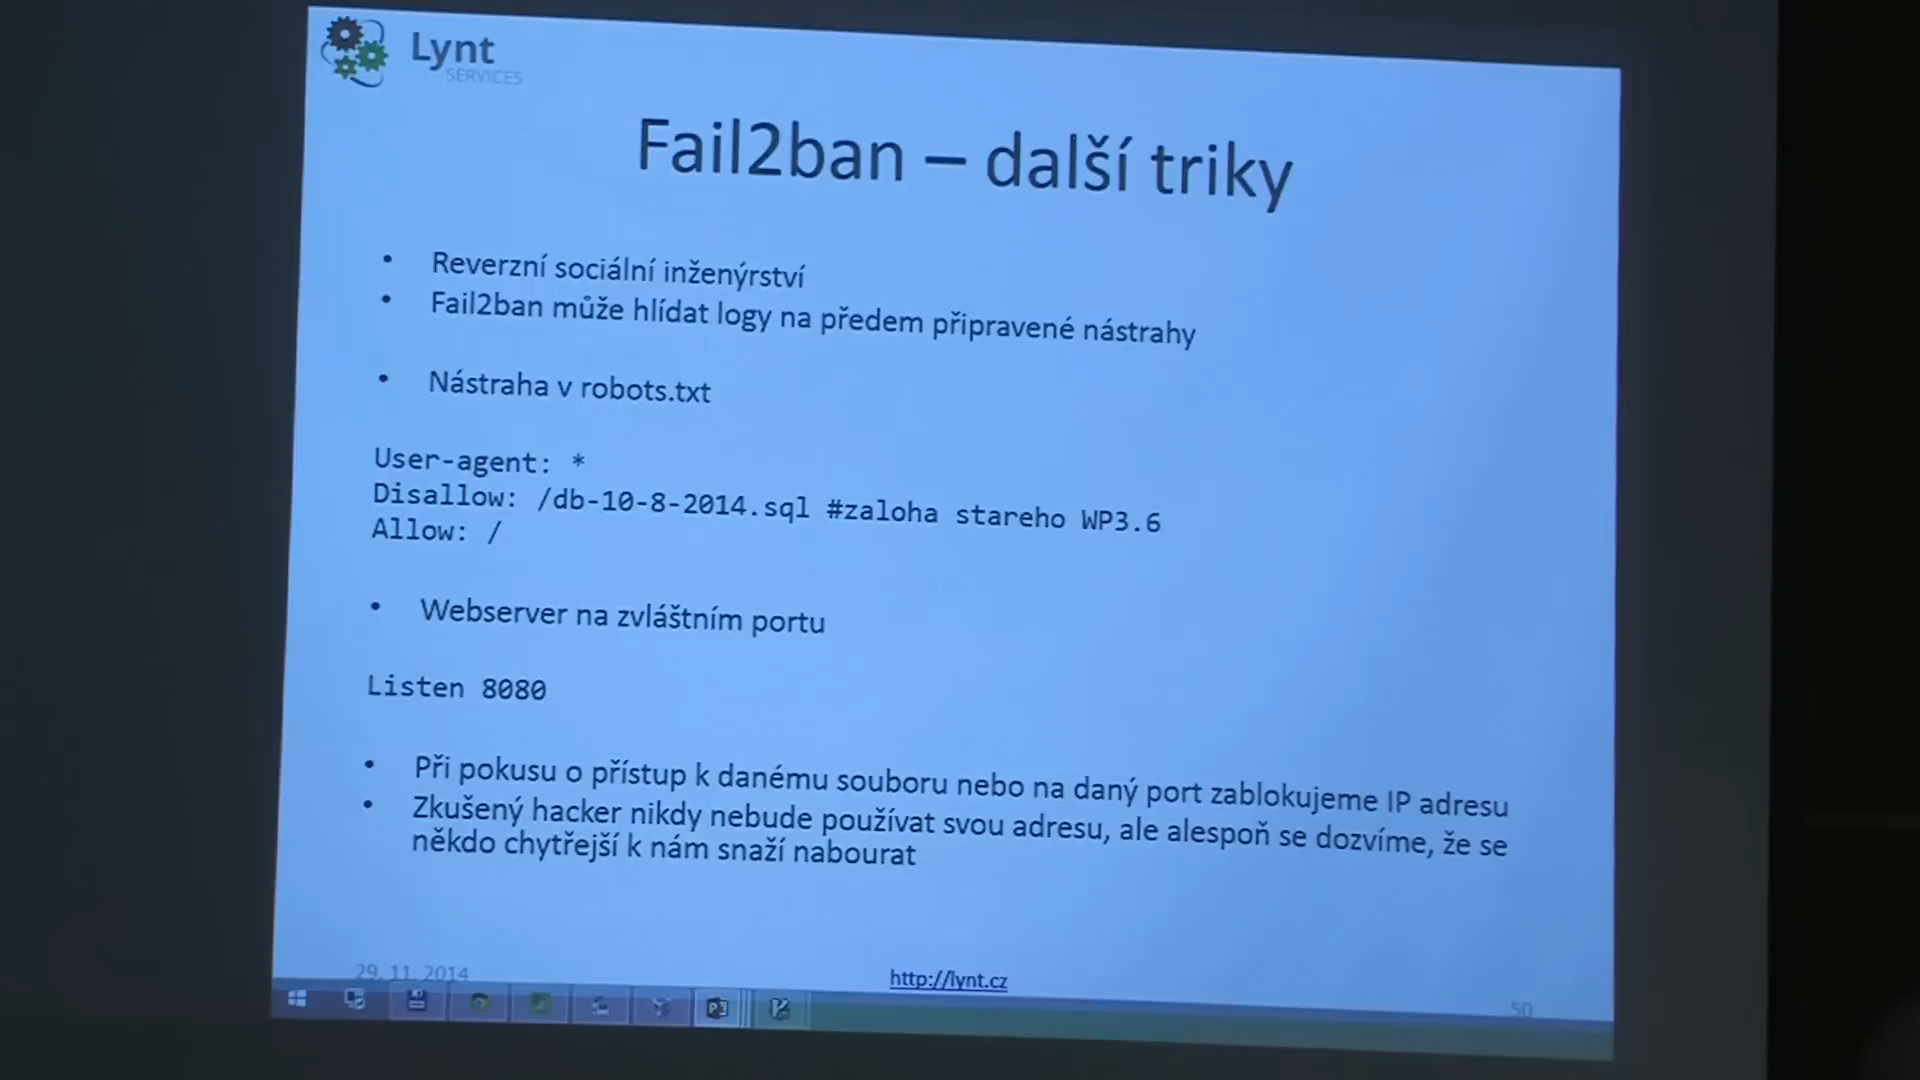 Lynt
SERVICES
Fail2ban – další triky
• Reverzní sociální inženýrství
• Fail2ban může hlídat logy na předem připravené nástrahy
• Nástraha v robots.txt
User-agent: *
Disallow: /db-10-8-2014.sql #zaloha stareho WP3.6
Allow: /
• Webserver na zvláštním portu
Listen 8080
• Při pokusu o přístup k danému souboru nebo na daný port zablokujeme IP adresu
• Zkušený hacker nikdy nebude používat svou adresu, ale alespoň se dozvíme, že se
někdo chytřejší k nám snaží nabourat
29. 11. 2014
http://lynt.cz
50